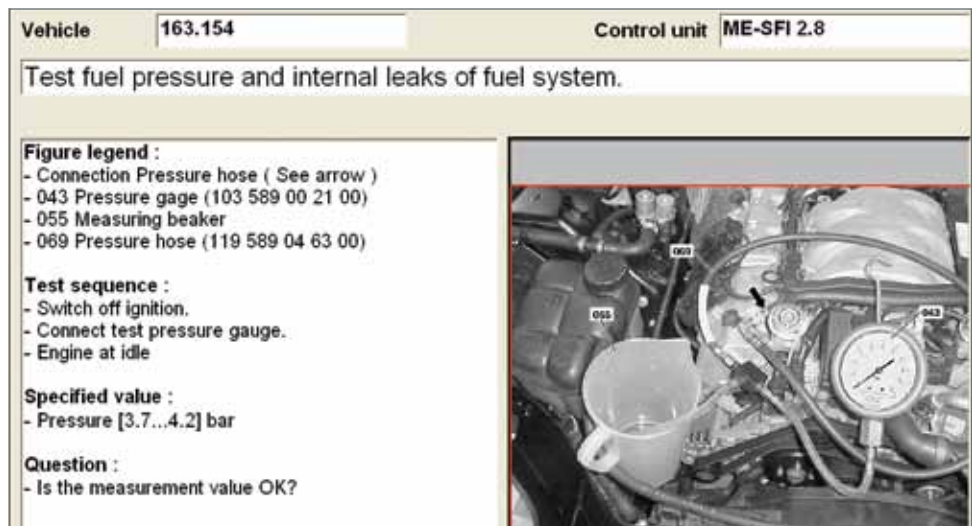 Vehicle 163.154 Control unit ME-SFI 2.8
Test fuel pressure and internal leaks of fuel system.
Figure legend :
- Connection Pressure hose ( See arrow )
- 043 Pressure gage (103 589 00 21 00)
- 055 Measuring beaker
- 069 Pressure hose (119 589 04 63 00)
Test sequence :
- Switch off ignition.
- Connect test pressure gauge.
- Engine at idle
Specified value :
- Pressure [3.7...4.2] bar
Question :
- Is the measurement value OK?
069
055
043